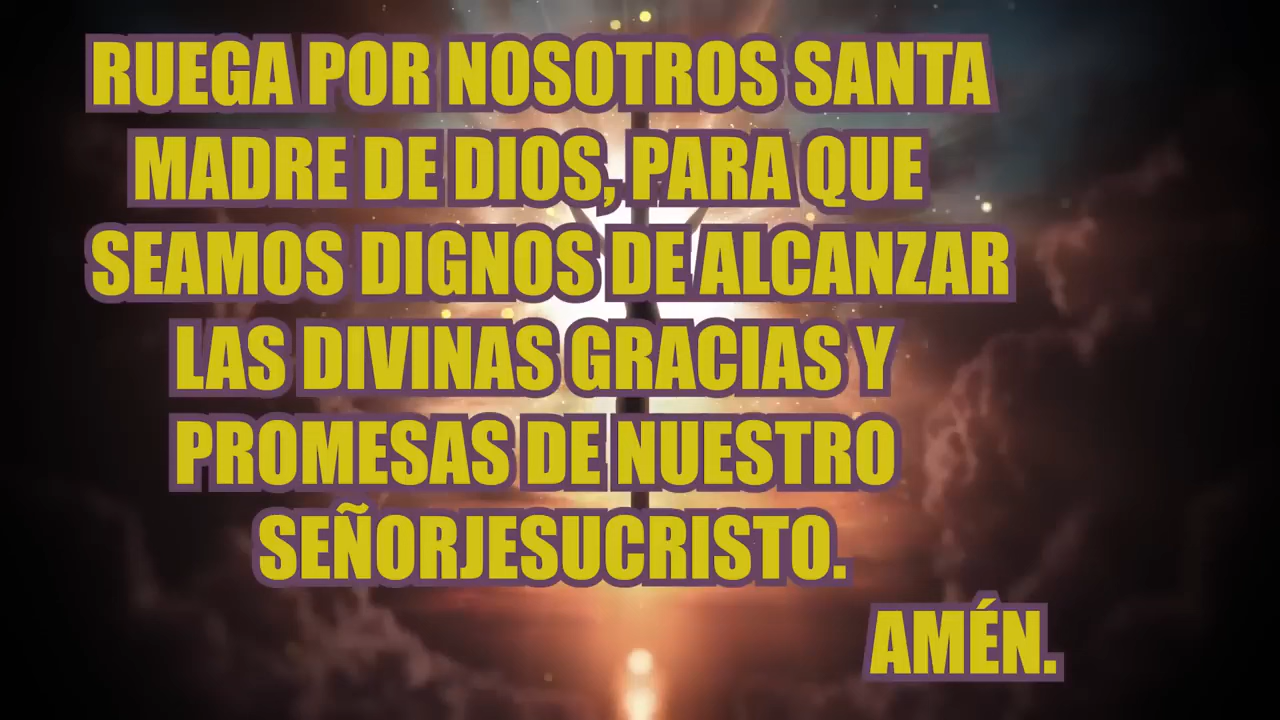 RUEGA POR NOSOTROS SANTA
MADRE DE DIOS, PARA QUE
SEAMOS DIGNOS DE ALCANZAR
LAS DIVINAS GRACIAS Y
PROMESAS DE NUESTRO
SEÑORJESUCRISTO.
AMÉN.